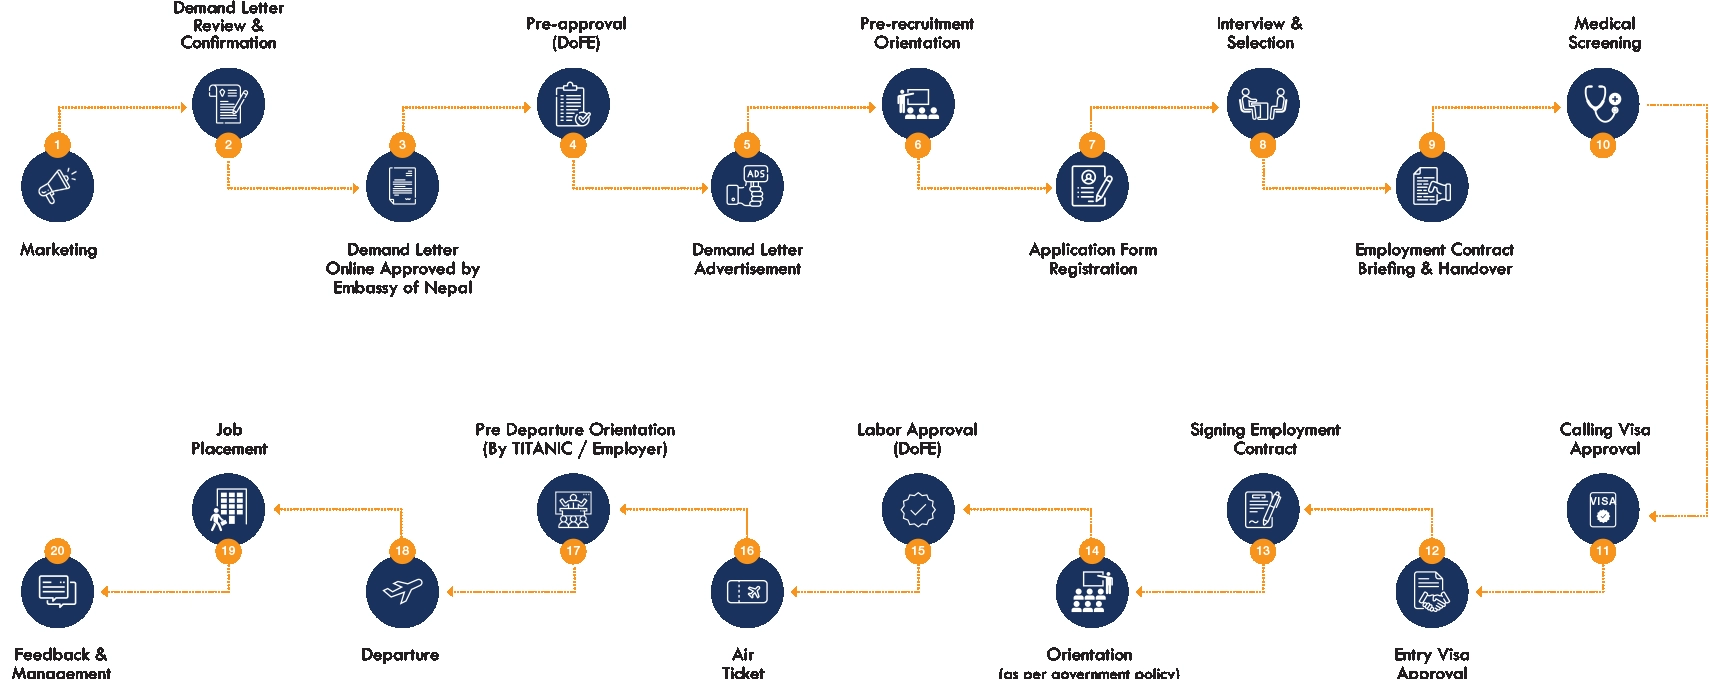 Demand Letter
Review &
Confirmation
Pre-approval
(DoFE)
Pre-recruitment
Orientation
Interview &
Selection
Medical
Screening
1
2
3
4
5
6
7
8
9
10
ADS
Marketing
Demand Letter
Online Approved by
Embassy of Nepal
Demand Letter
Advertisement
Application Form
Registration
Employment Contract
Briefing & Handover
Job
Placement
Pre Departure Orientation
(By TITANIC / Employer)
Labor Approval
(DoFE)
Signing Employment
Contract
Calling Visa
Approval
VISA
20
19
18
17
16
15
14
13
12
11
Feedback &
Management
Departure
Air
Ticket
Orientation
(as per government policy)
Entry Visa
Approval